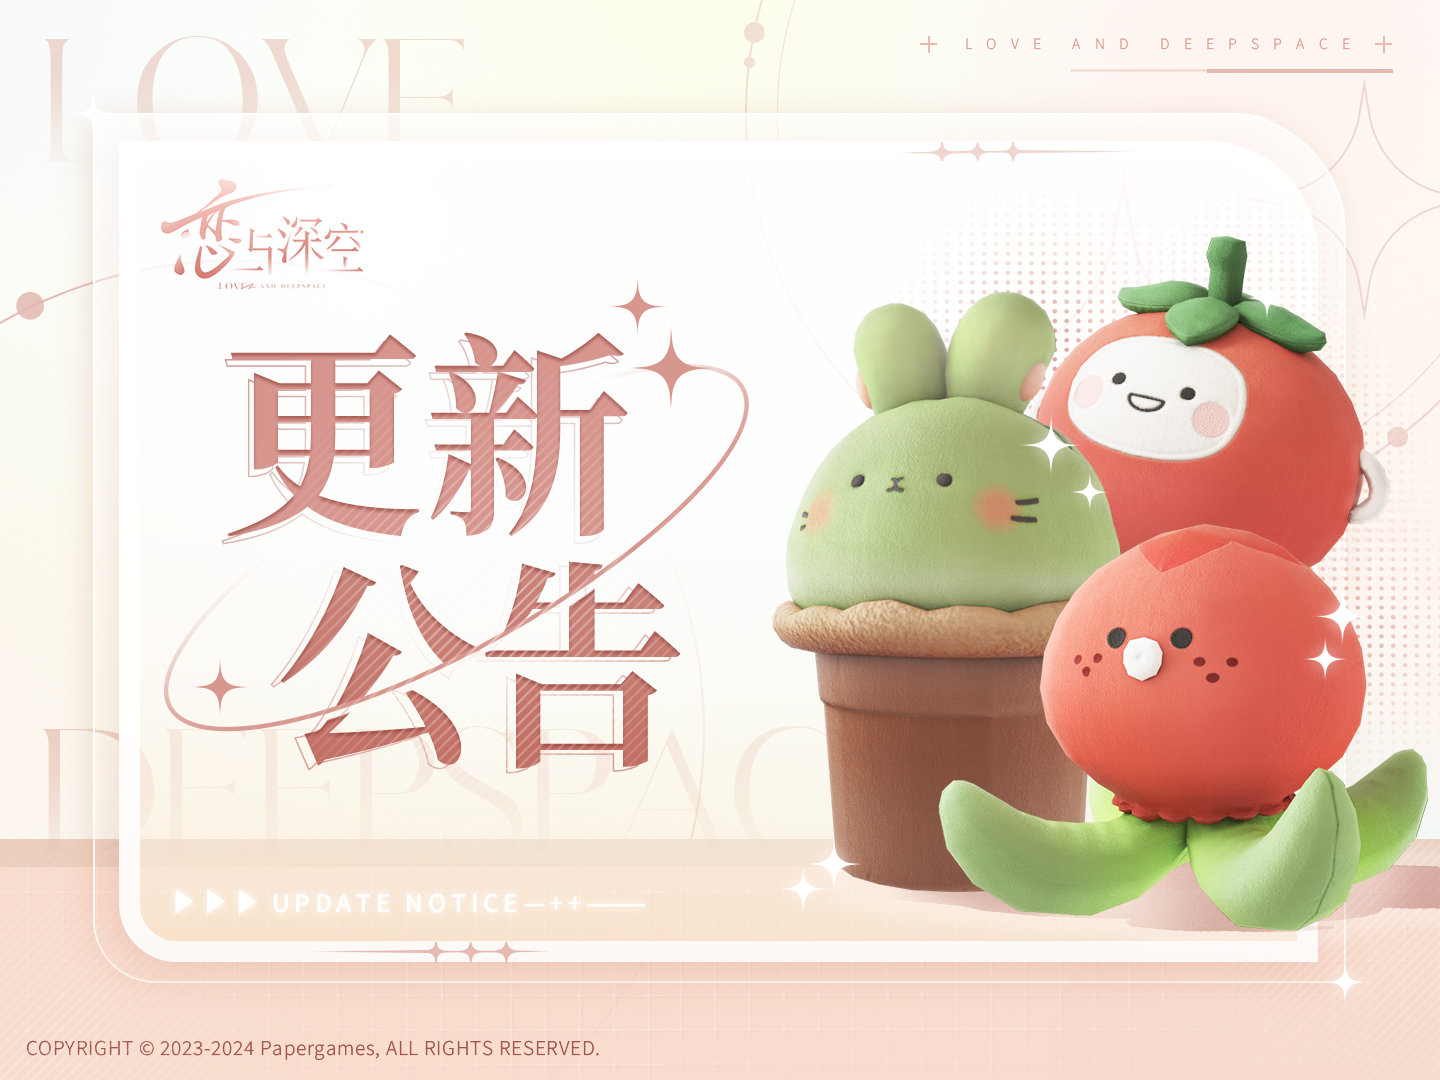 LOVE
LOVE AND DEEPSPACE
恋与深空
LOVE AND DEEPSPACE
更新
公告
DEEPSPAC
UPDATE NOTICE—++——
COPYRIGHT © 2023-2024 Papergames, ALL RIGHTS RESERVED.